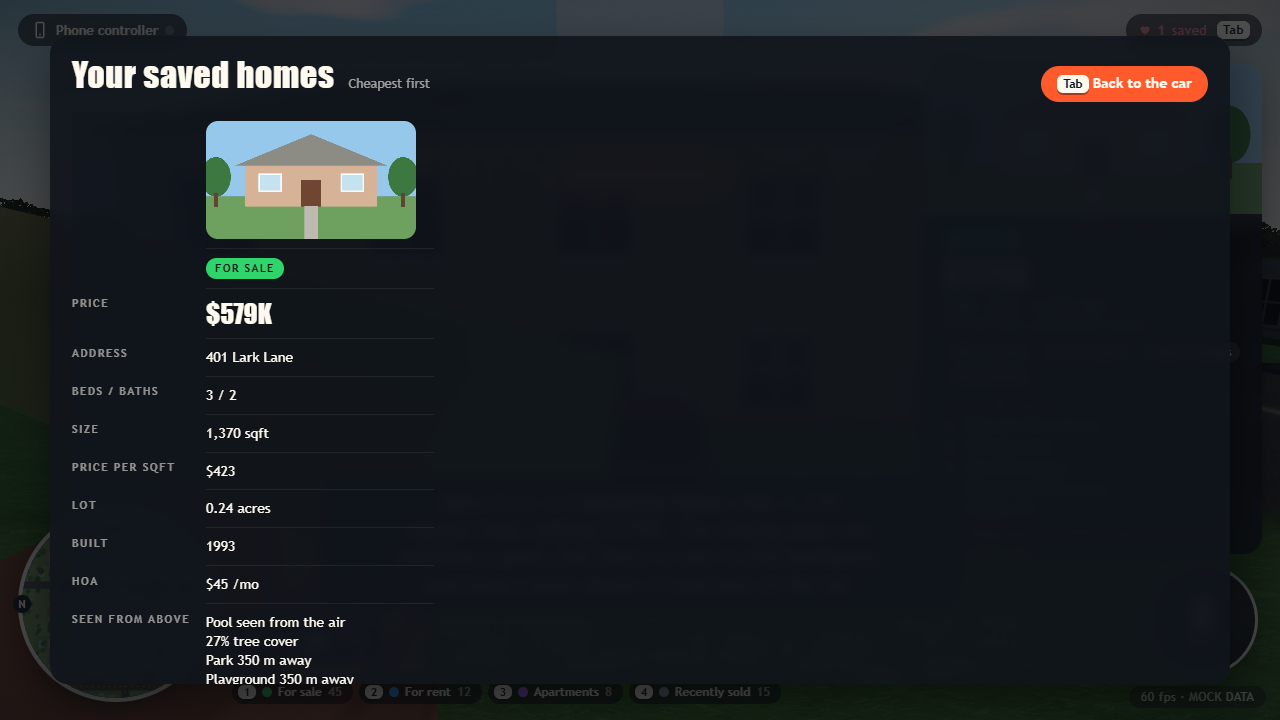 Phone controller
1 saved Tab
Your saved homes Cheapest first
Tab Back to the car
FOR SALE
PRICE $579K
ADDRESS 401 Lark Lane
BEDS / BATHS 3 / 2
SIZE 1,370 sqft
PRICE PER SQFT $423
LOT 0.24 acres
BUILT 1993
HOA $45 /mo
SEEN FROM ABOVE Pool seen from the air
27% tree cover
Park 350 m away
Playground 350 m away
N
1 For sale 45 2 For rent 12 3 Apartments 8 4 Recently sold 15
60 fps • MOCK DATA